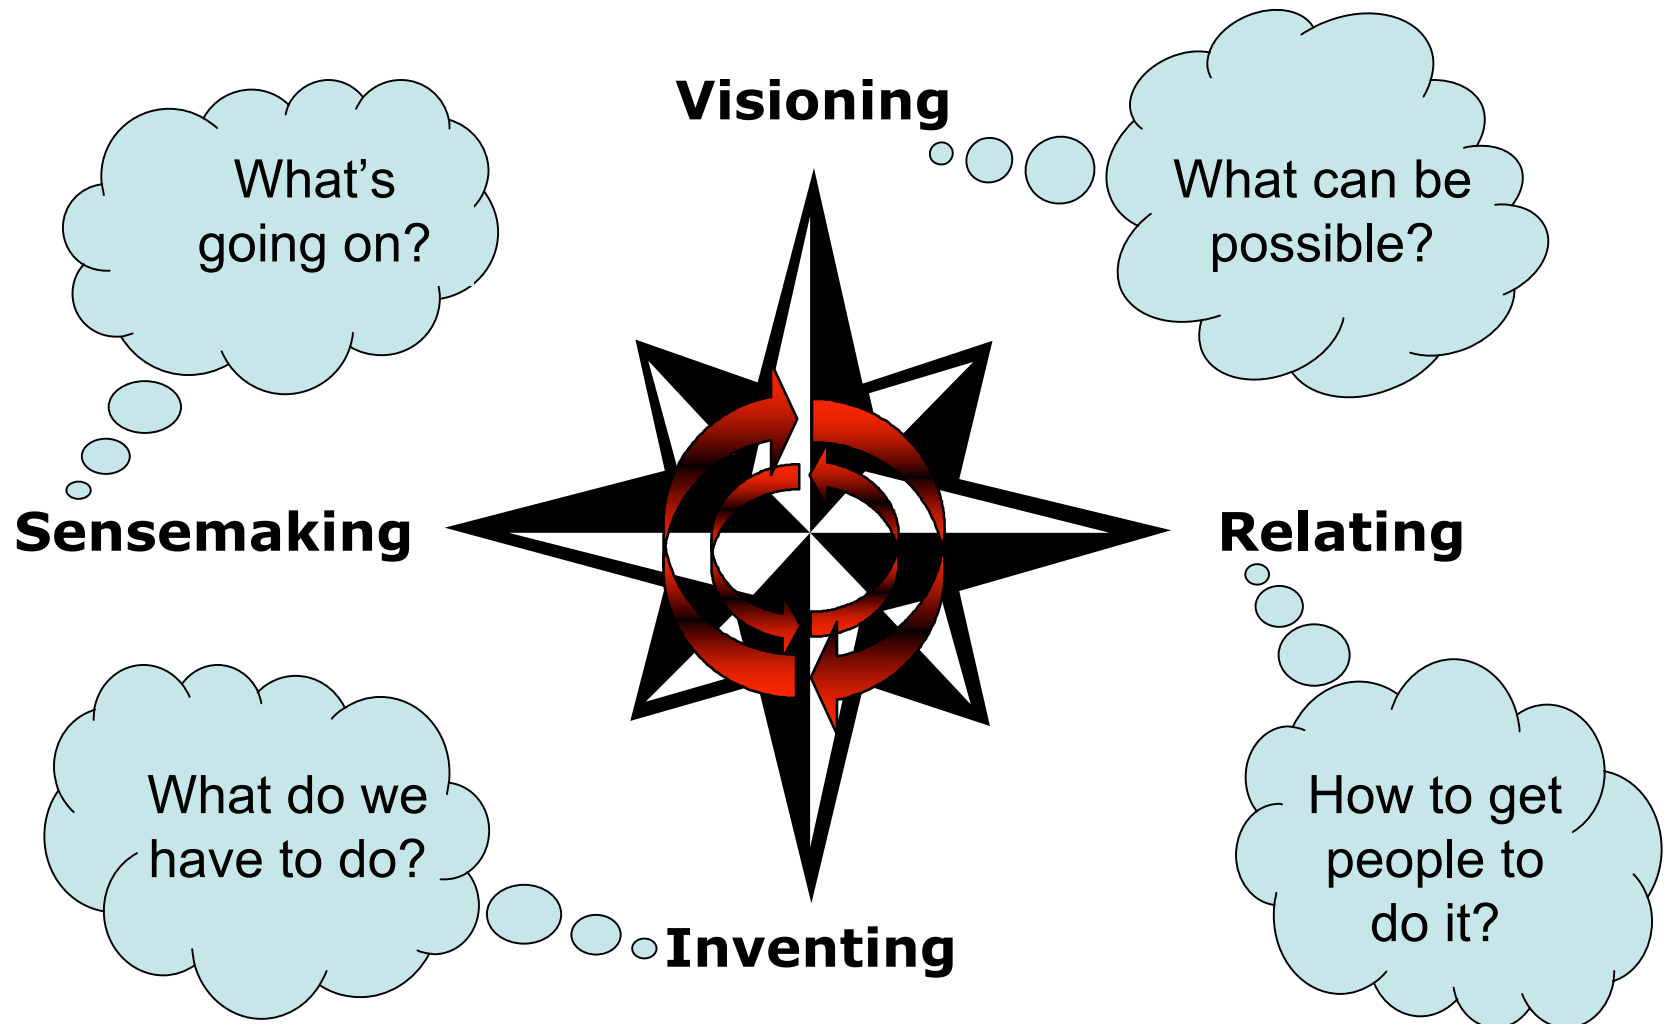 Visioning
What's
going on?
What can be
possible?
Sensemaking
Relating
What do we
have to do?
How to get
people to
do it?
Inventing